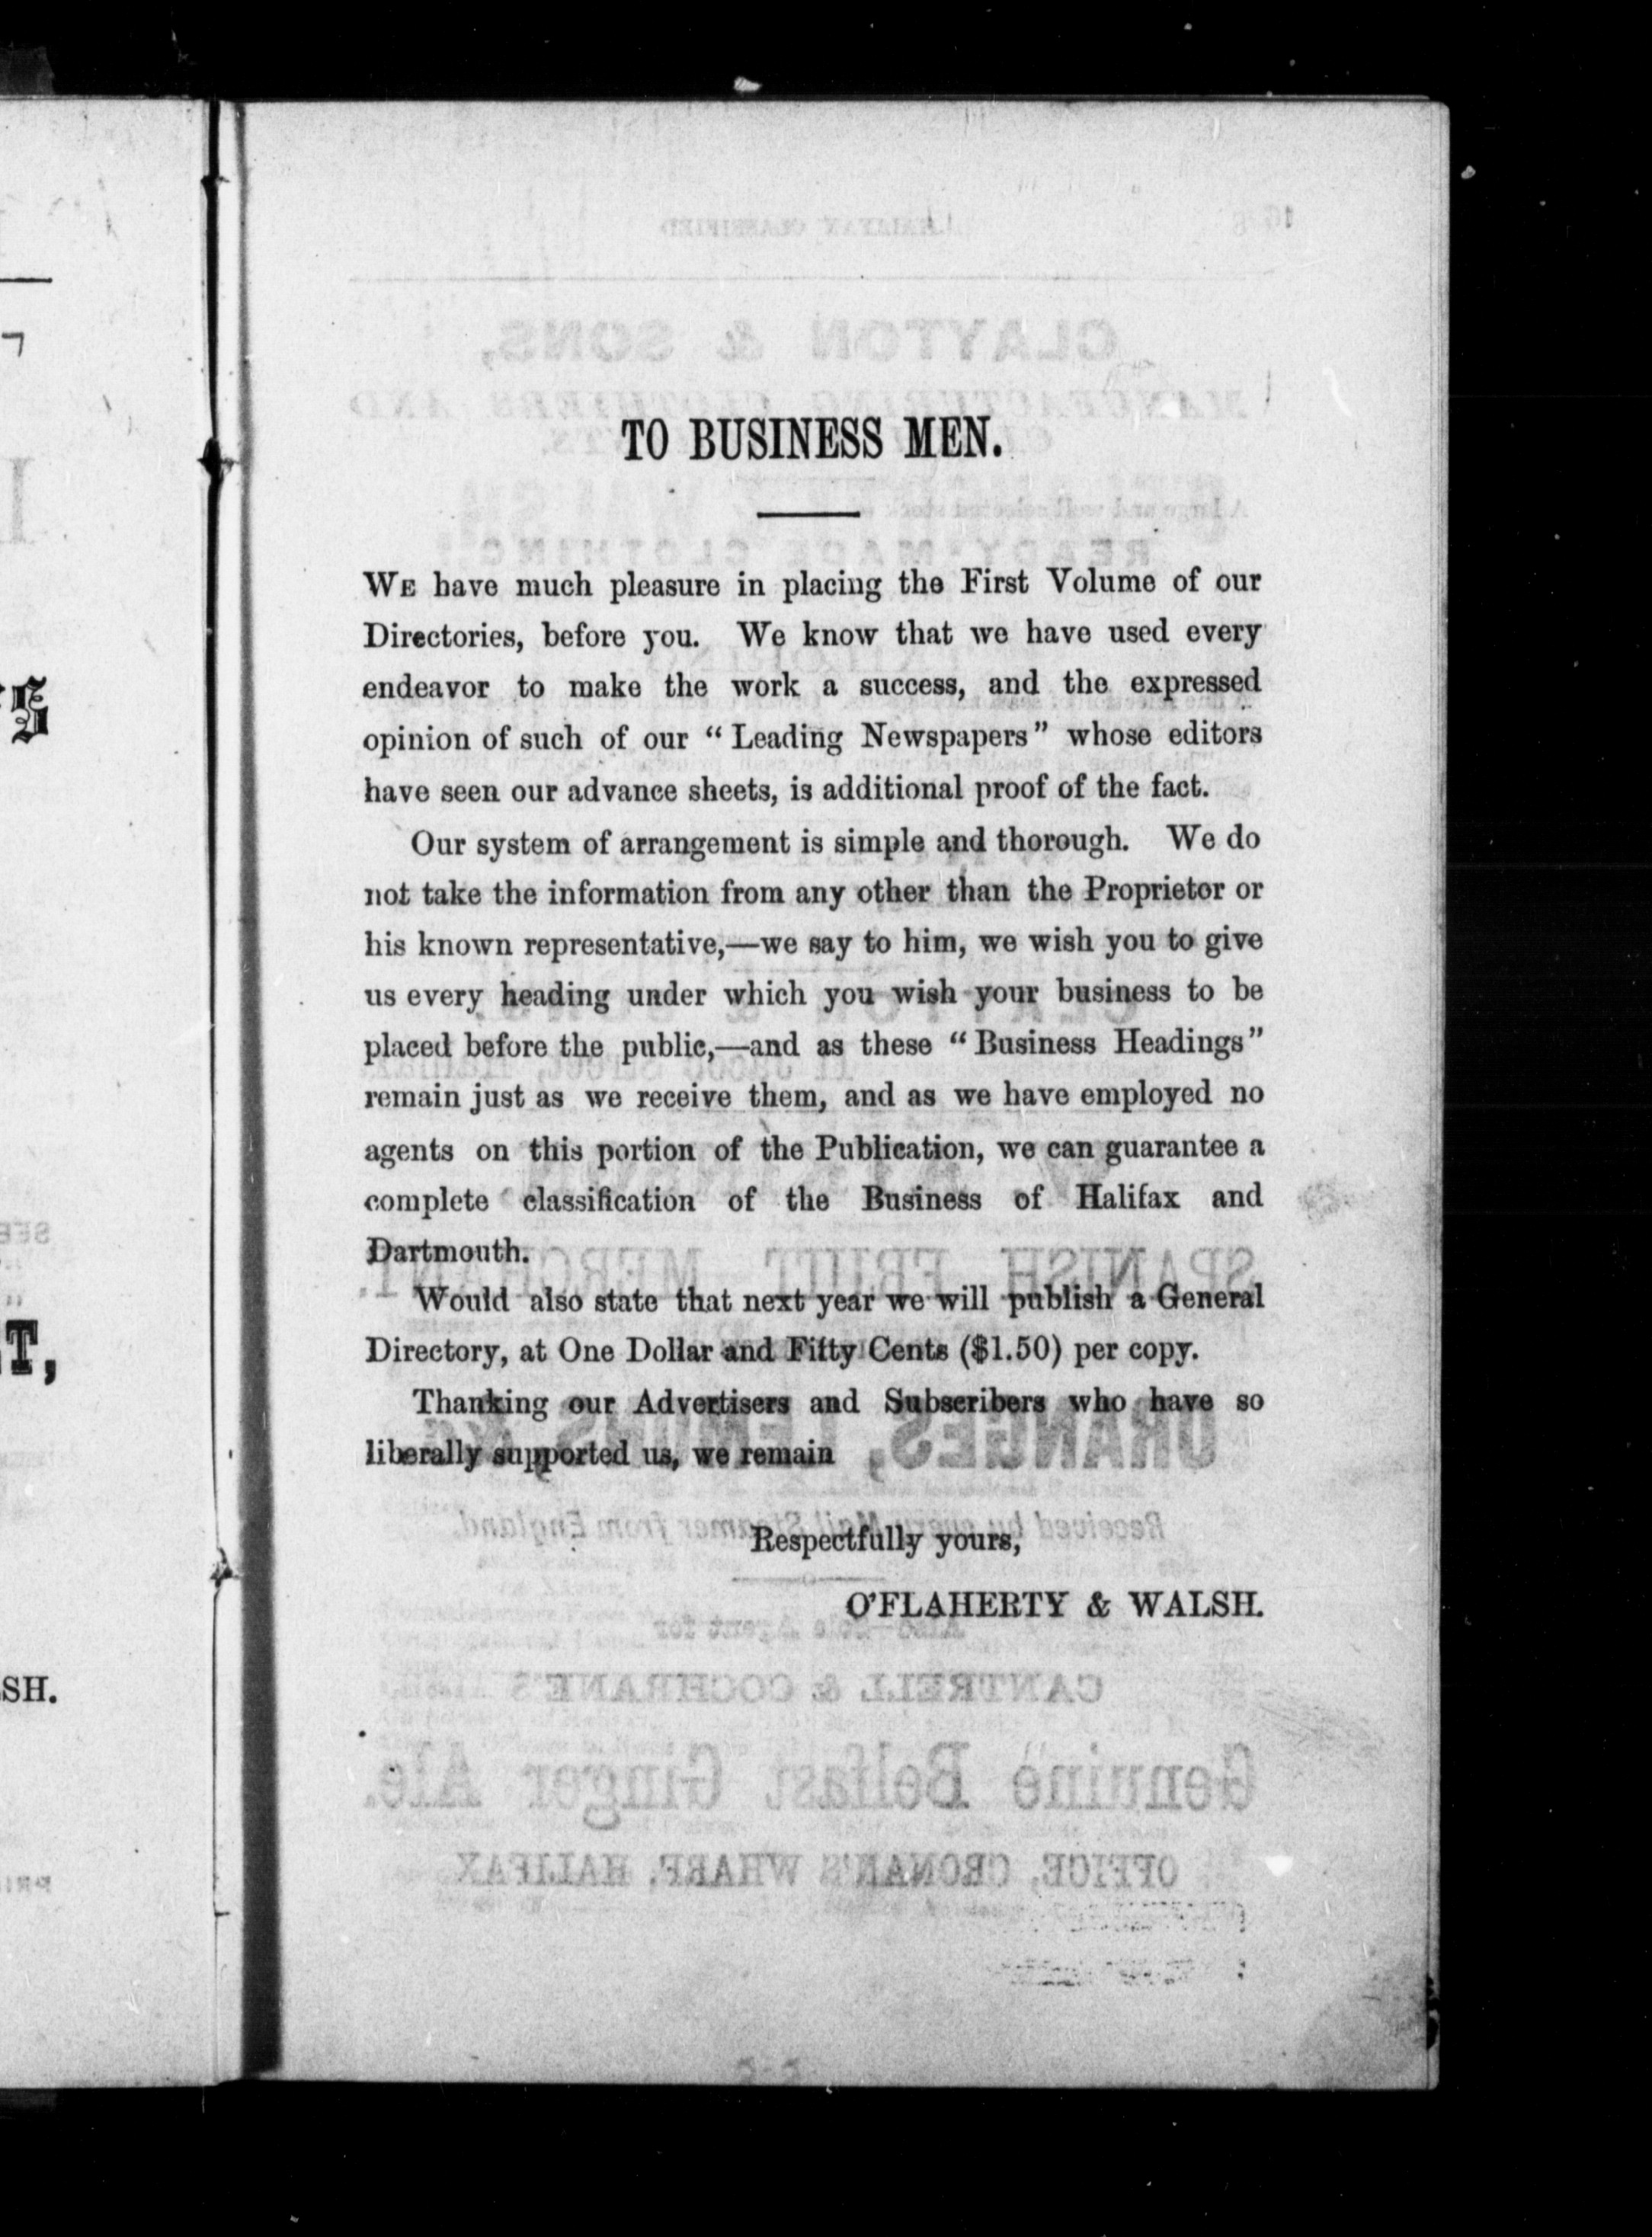 TO BUSINESS MEN.
WE have much pleasure in placing the First Volume of our
Directories, before you. We know that we have used every
endeavor to make the work a success, and the expressed
opinion of such of our “Leading Newspapers” whose editors
have seen our advance sheets, is additional proof of the fact.
Our system of arrangement is simple and thorough. We do
not take the information from any other than the Proprietor or
his known representative,—we say to him, we wish you to give
us every heading under which you wish your business to be
placed before the public,—and as these “Business Headings”
remain just as we receive them, and as we have employed no
agents on this portion of the Publication, we can guarantee a
complete classification of the Business of Halifax and
Dartmouth.
Would also state that next year we will publish a General
Directory, at One Dollar and Fifty Cents ($1.50) per copy.
Thanking our Advertisers and Subscribers who have so
liberally supported us, we remain
Respectfully yours,
O'FLAHERTY & WALSH.